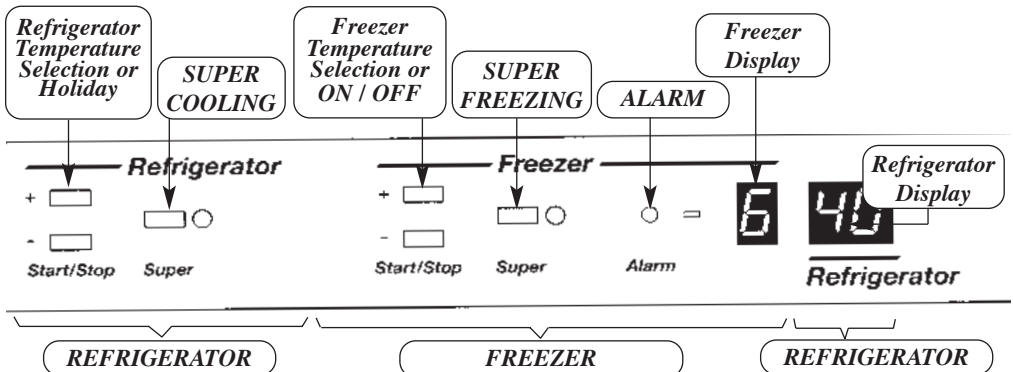 Refrigerator
Temperature
Selection or
Holiday
SUPER
COOLING
Freezer
Temperature
Selection or
ON / OFF
SUPER
FREEZING
ALARM
Freezer
Display
Refrigerator
Freezer
Refrigerator
Display
+
-
Start/Stop
Super
+
-
Start/Stop
Super
Alarm
6
40
Refrigerator
REFRIGERATOR
FREEZER
REFRIGERATOR